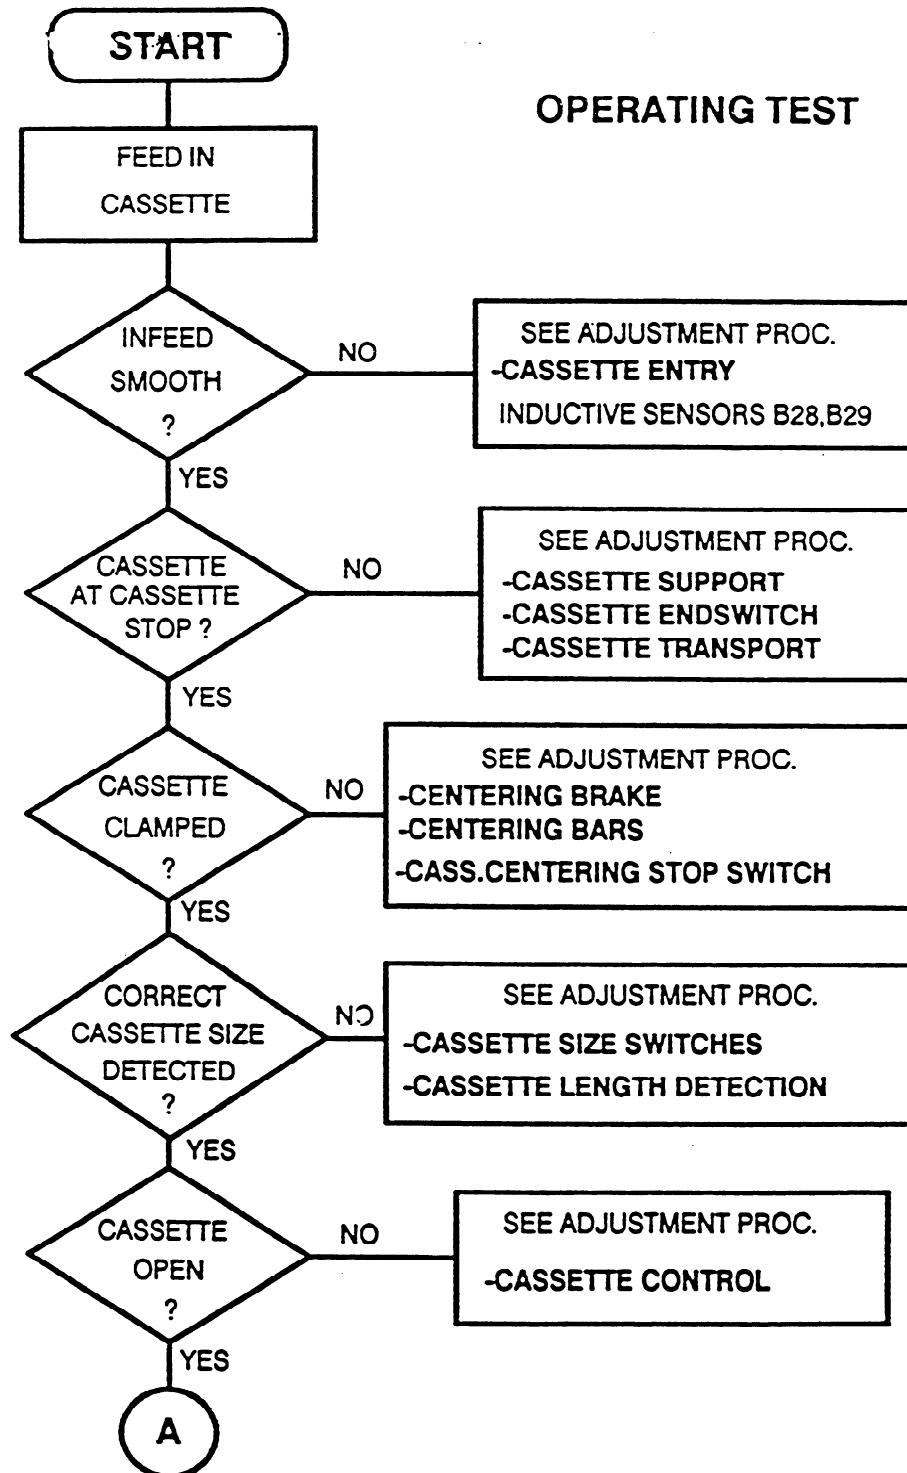 START
OPERATING TEST
FEED IN
CASSETTE
INFEED
SMOOTH
?
NO
SEE ADJUSTMENT PROC.
-CASSETTE ENTRY
INDUCTIVE SENSORS B28,B29
YES
CASSETTE
AT CASSETTE
STOP ?
NO
SEE ADJUSTMENT PROC.
-CASSETTE SUPPORT
-CASSETTE ENDSWITCH
-CASSETTE TRANSPORT
YES
CASSETTE
CLAMPED
?
NO
SEE ADJUSTMENT PROC.
-CENTERING BRAKE
-CENTERING BARS
-CASS.CENTERING STOP SWITCH
YES
CORRECT
CASSETTE SIZE
DETECTED
?
NO
SEE ADJUSTMENT PROC.
-CASSETTE SIZE SWITCHES
-CASSETTE LENGTH DETECTION
YES
CASSETTE
OPEN
?
NO
SEE ADJUSTMENT PROC.
-CASSETTE CONTROL
YES
A